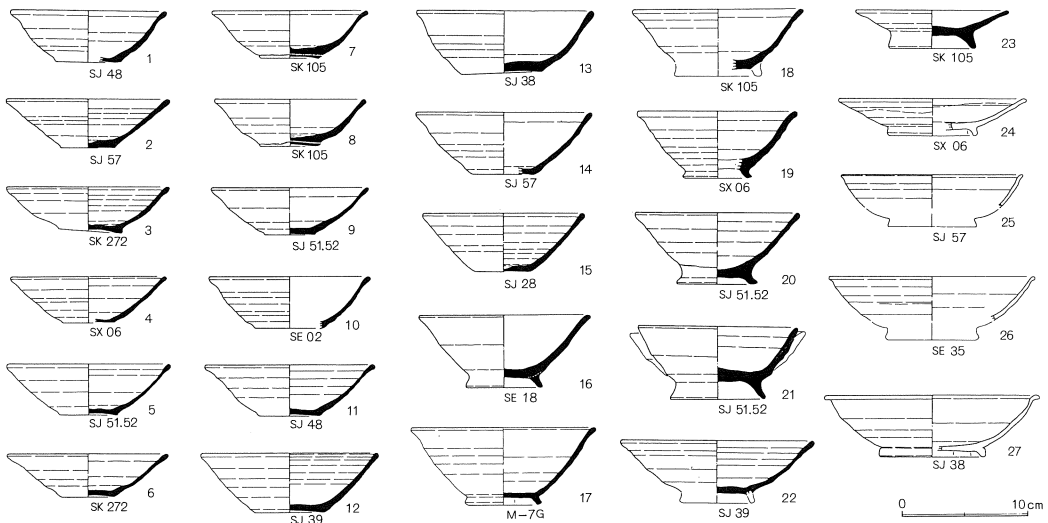 1
SJ 48
2
SJ 57
3
SK 272
4
SX 06
5
SJ 51.52
6
SK 272
7
SK 105
8
SK 105
9
SJ 51.52
10
SE 02
11
SJ 48
12
SJ 39
13
SJ 38
14
SJ 57
15
SJ 28
16
SE 18
17
M-7G
18
SK 105
19
SX 06
20
SJ 51.52
21
SJ 51.52
22
SJ 39
23
SK 105
24
SX 06
25
SJ 57
26
SE 35
27
SJ 38
0 10cm